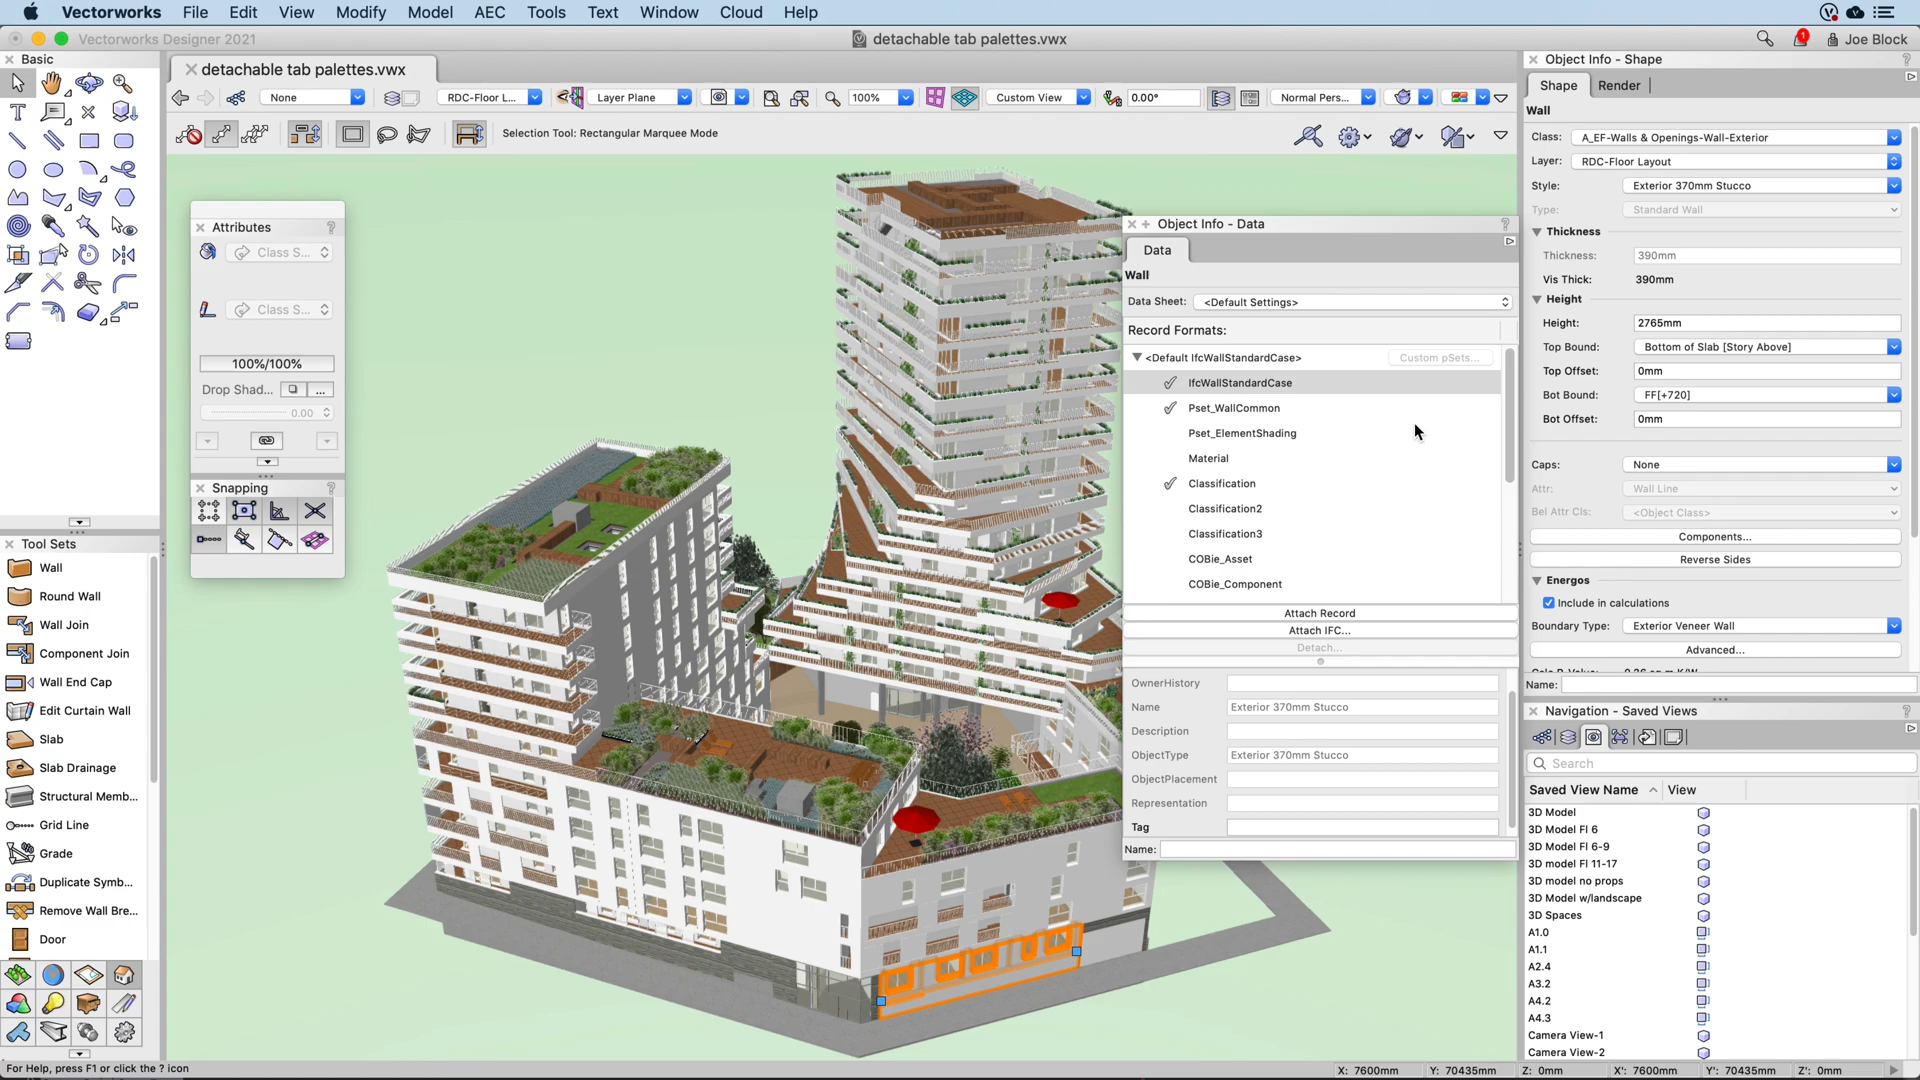 Vectorworks File Edit View Modify Model AEC Tools Text Window Cloud Help
Vectorworks Designer 2021
detachable tab palettes.vwx
1
Joe Block
Basic
detachable tab palettes.vwx
None
RDC-Floor L...
Layer Plane
100%
Custom View
0.00°
Normal Pers...
Selection Tool: Rectangular Marquee Mode
Attributes
?
Class S...
Class S...
100%/100%
Drop Shad...
...
0.00
Snapping
?
Tool Sets
Wall
Round Wall
Wall Join
Component Join
Wall End Cap
Edit Curtain Wall
Slab
Slab Drainage
Structural Memb...
Grid Line
Grade
Duplicate Symb...
Remove Wall Bre...
Door
Object Info - Data
?
Data
Wall
Data Sheet: <Default Settings>
Record Formats:
<Default IfcWallStandardCase>
Custom pSets...
IfcWallStandardCase
Pset_WallCommon
Pset_ElementShading
Material
Classification
Classification2
Classification3
COBie_Asset
COBie_Component
Attach Record
Attach IFC...
Detach...
OwnerHistory
Name Exterior 370mm Stucco
Description
ObjectType Exterior 370mm Stucco
ObjectPlacement
Representation
Tag
Name:
Object Info - Shape
?
Shape Render
Wall
Class: A_EF-Walls & Openings-Wall-Exterior
Layer: RDC-Floor Layout
Style: Exterior 370mm Stucco
Type: Standard Wall
Thickness
Thickness: 390mm
Vis Thick: 390mm
Height
Height: 2765mm
Top Bound: Bottom of Slab [Story Above]
Top Offset: 0mm
Bot Bound: FF[+720]
Bot Offset: 0mm
Caps: None
Attr: Wall Line
Bel Attr Cls: <Object Class>
Components...
Reverse Sides
Energos
Include in calculations
Boundary Type: Exterior Veneer Wall
Advanced...
Name:
Navigation - Saved Views
?
Search
Saved View Name View
3D Model
3D Model Fl 6
3D Model Fl 6-9
3D model Fl 11-17
3D model no props
3D Model w/landscape
3D Spaces
A1.0
A1.1
A2.4
A3.2
A4.2
A4.3
Camera View-1
Camera View-2
For Help, press F1 or click the ? icon
X: 7600mm Y: 70435mm Z: 0mm X': 7600mm Y': 70435mm Z': 0mm